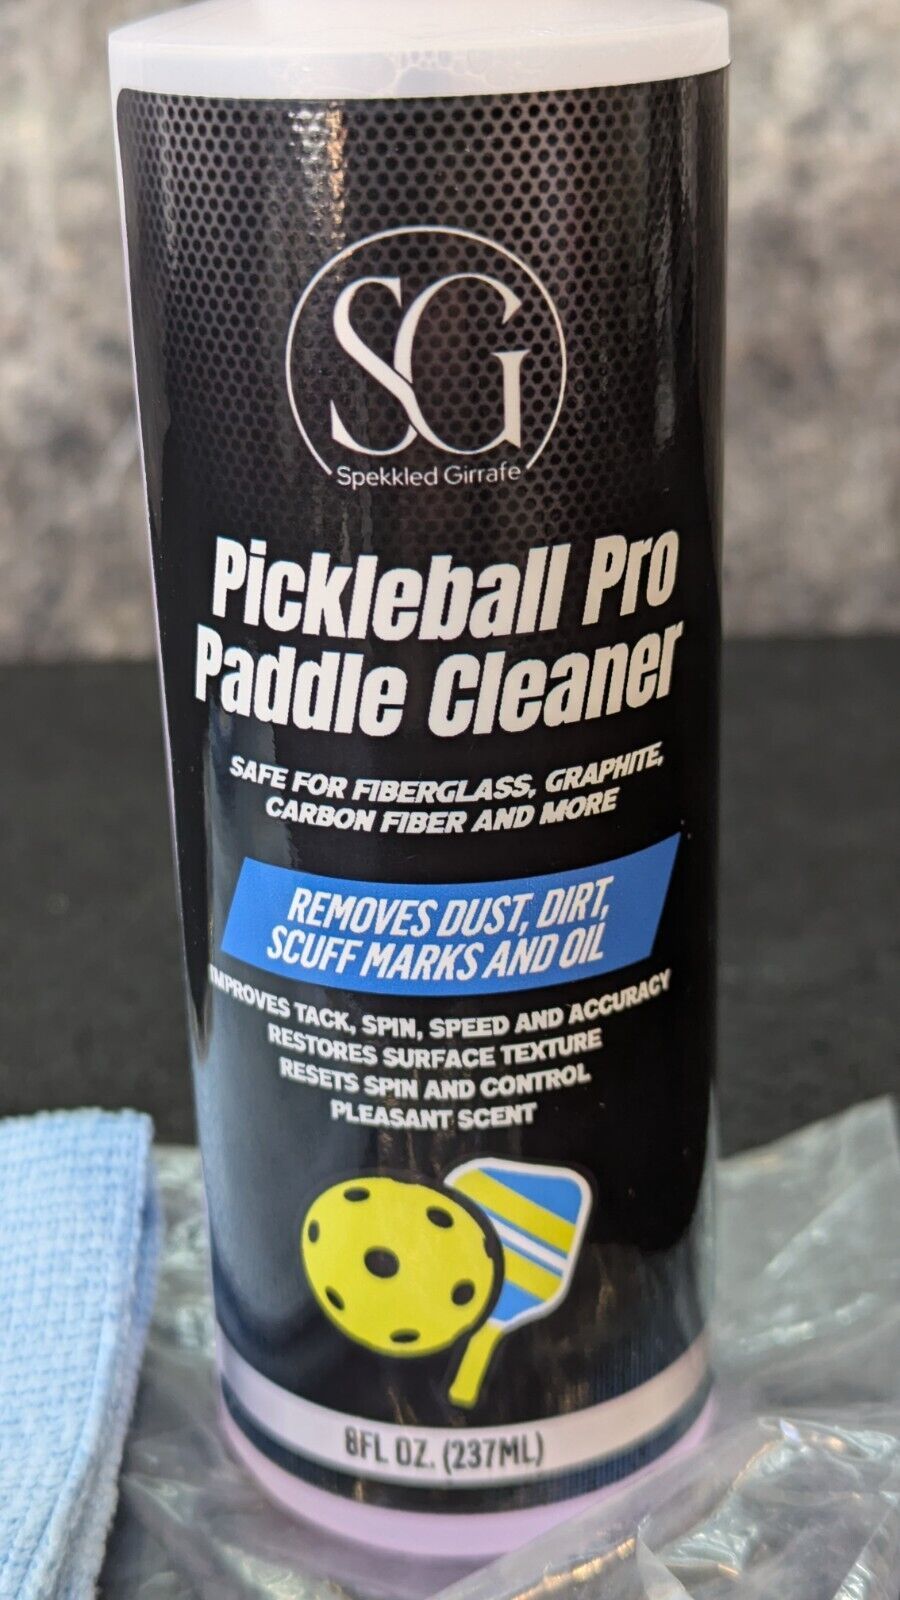 SG
Spekkled Girrafe
Pickleball Pro
Paddle Cleaner
SAFE FOR FIBERGLASS, GRAPHITE,
CARBON FIBER AND MORE
REMOVES DUST, DIRT,
SCUFF MARKS AND OIL
IMPROVES TACK, SPIN, SPEED AND ACCURACY
RESTORES SURFACE TEXTURE
RESETS SPIN AND CONTROL
PLEASANT SCENT
8FL OZ. (237ML)